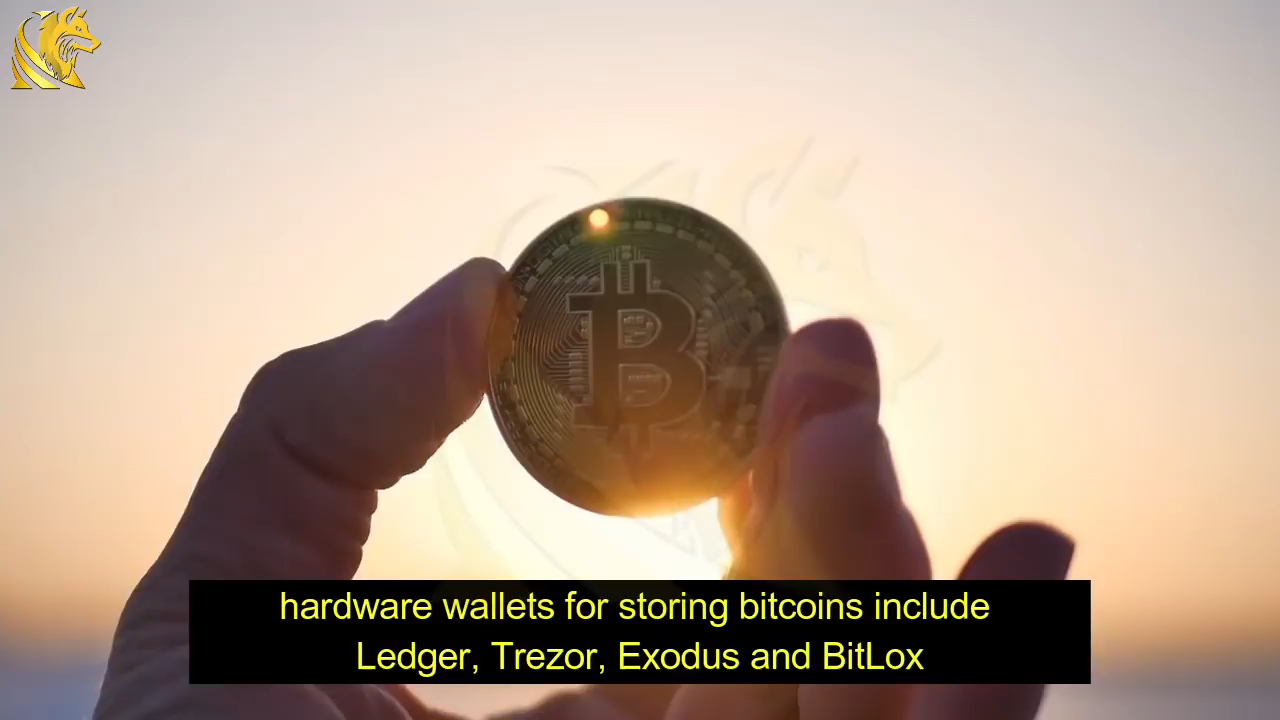 hardware wallets for storing bitcoins include
Ledger, Trezor, Exodus and BitLox